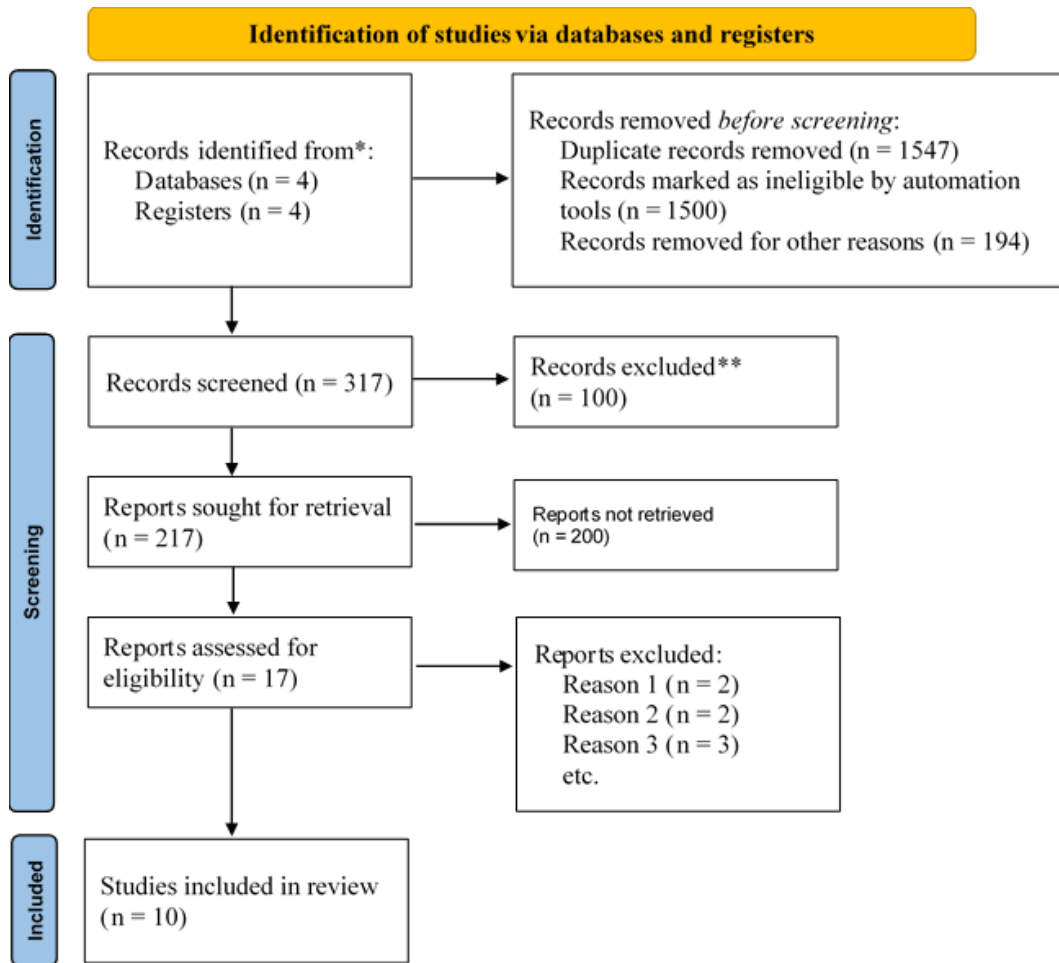 Identification of studies via databases and registers
Identification
Records identified from*:
Databases (n = 4)
Registers (n = 4)
Records removed before screening:
Duplicate records removed (n = 1547)
Records marked as ineligible by automation
tools (n = 1500)
Records removed for other reasons (n = 194)
Screening
Records screened (n = 317)
Records excluded**
(n = 100)
Reports sought for retrieval
(n = 217)
Reports not retrieved
(n = 200)
Reports assessed for
eligibility (n = 17)
Reports excluded:
Reason 1 (n = 2)
Reason 2 (n = 2)
Reason 3 (n = 3)
etc.
Included
Studies included in review
(n = 10)